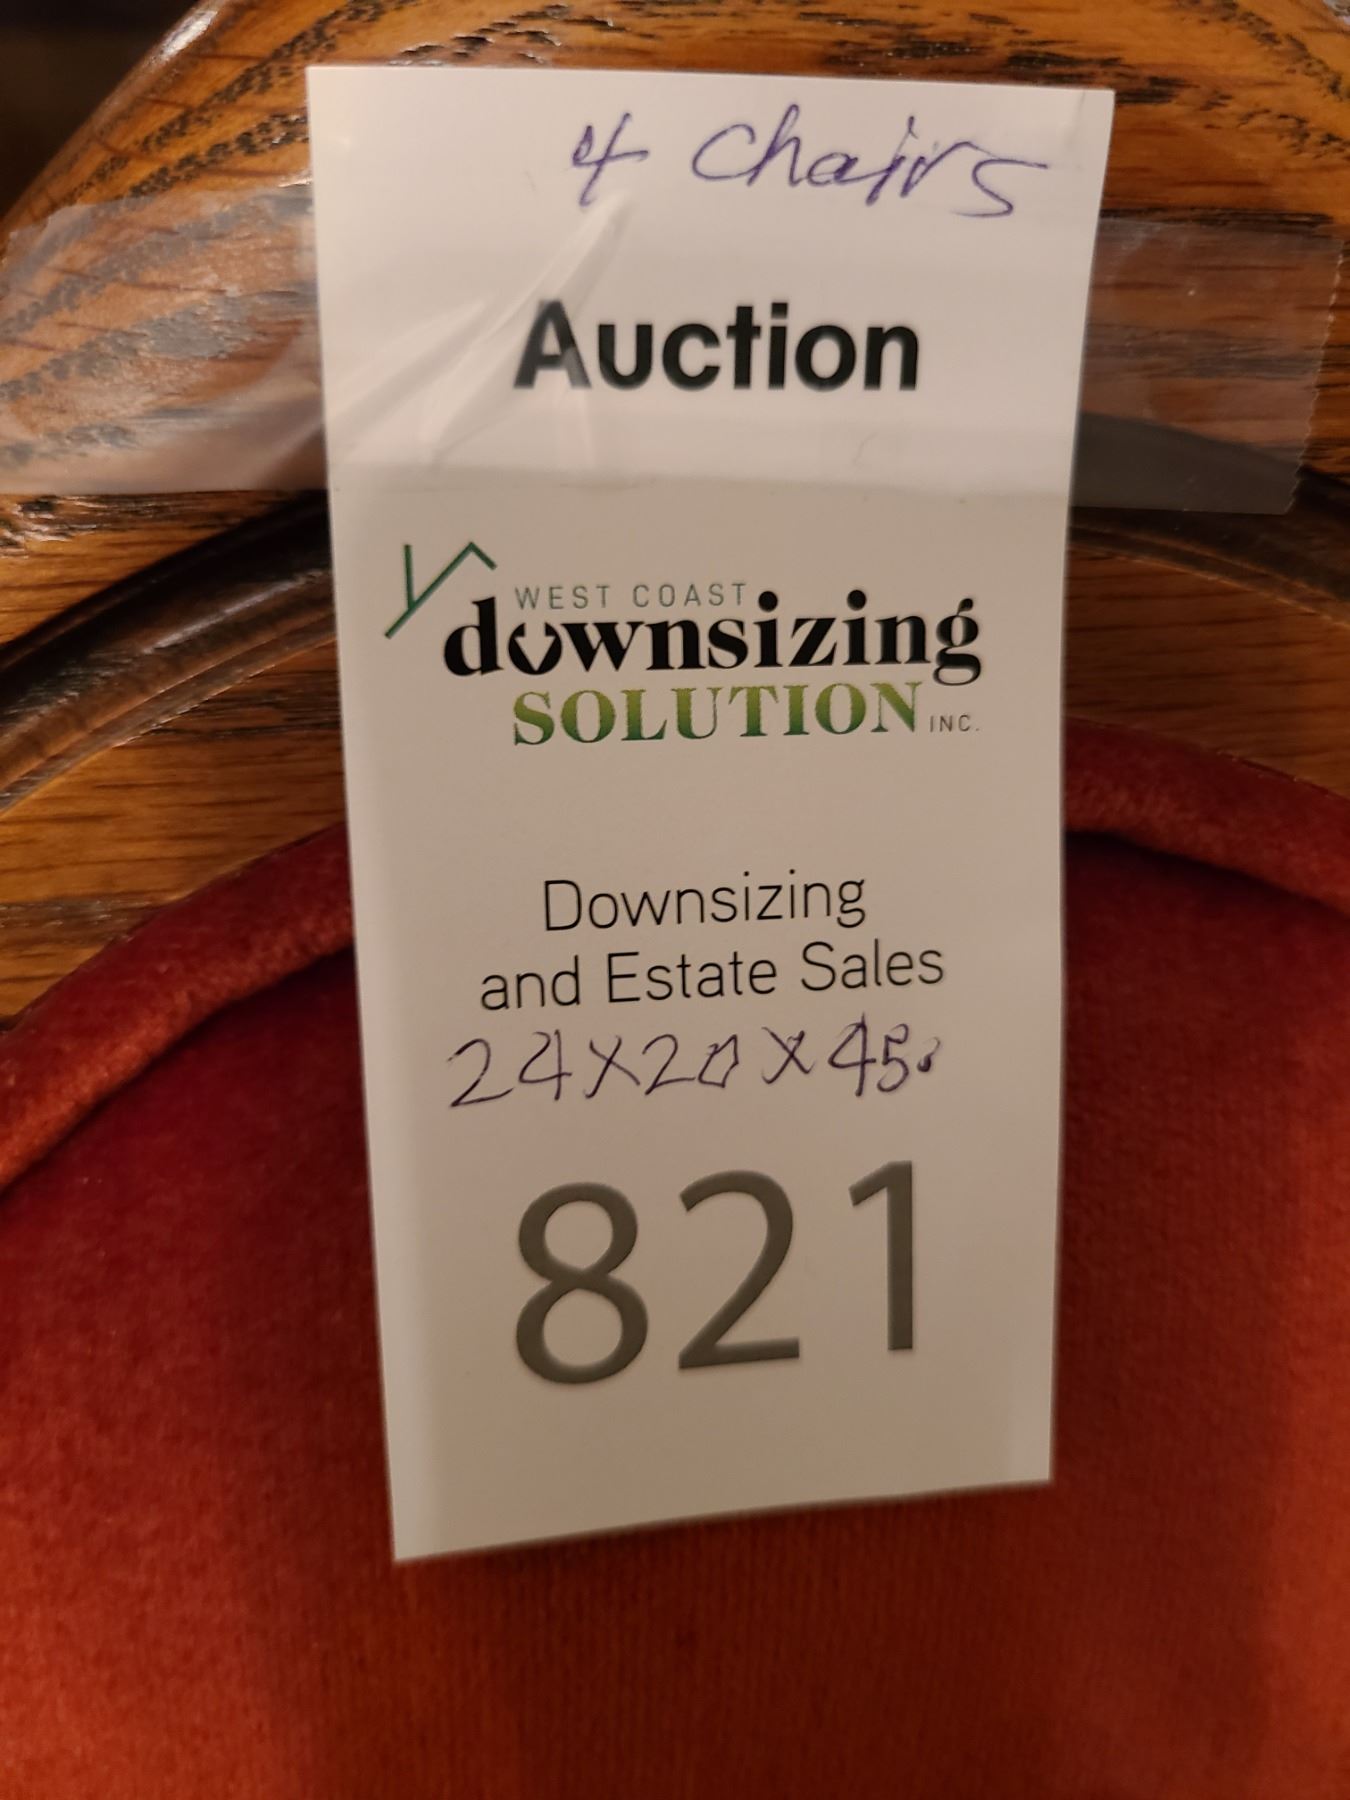 4 Chairs
Auction
WEST COAST
downsizing
SOLUTION INC.
Downsizing
and Estate Sales
24X20X45.
821